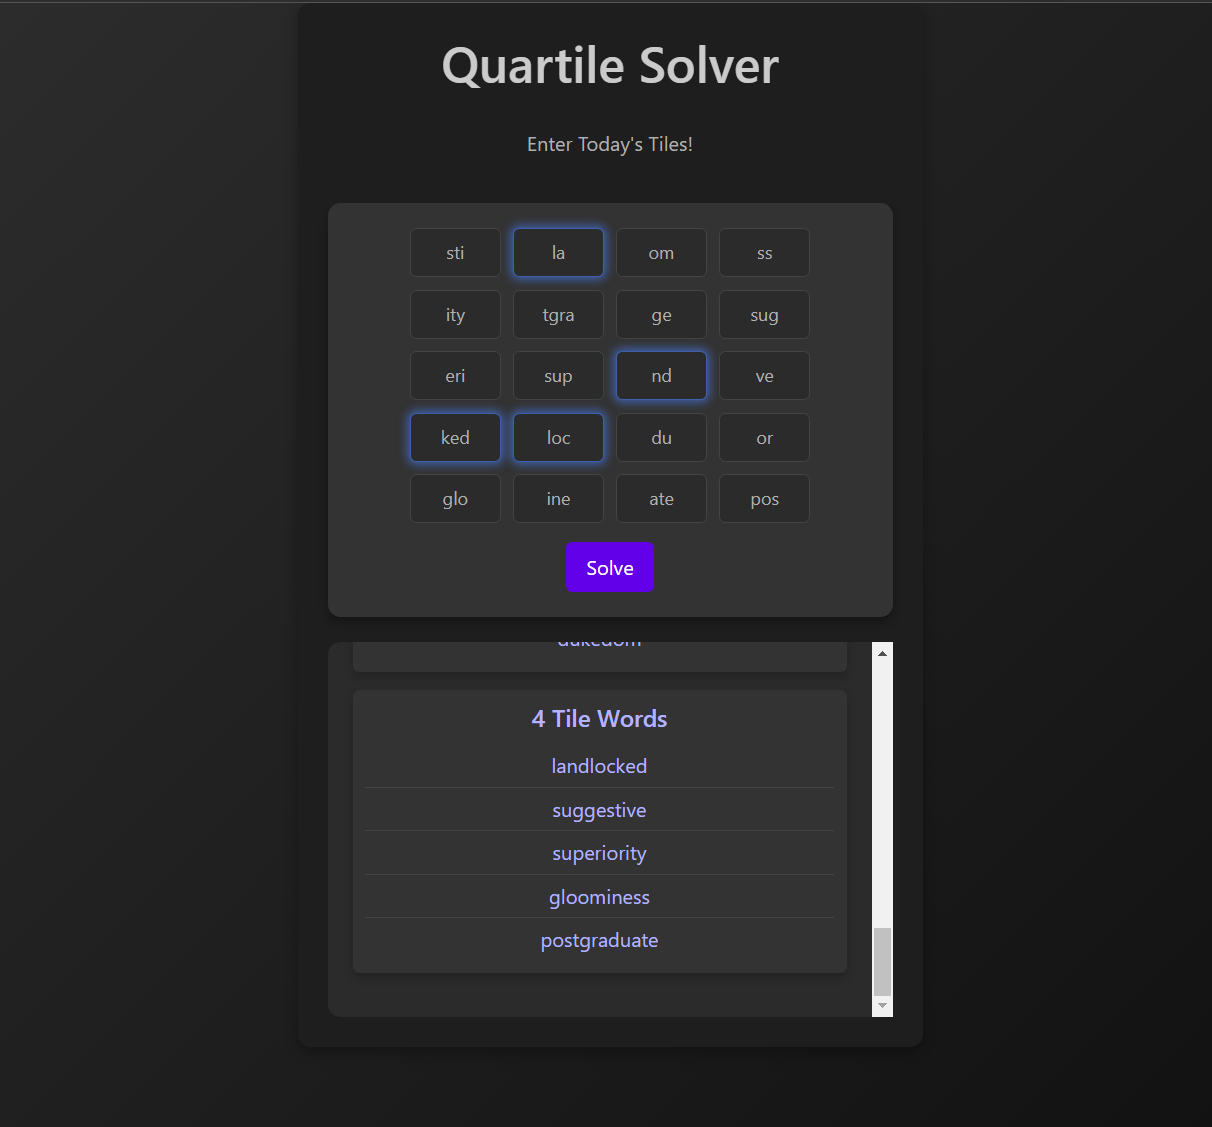 Quartile Solver
Enter Today's Tiles!
sti la om ss
ity tgra ge sug
eri sup nd ve
ked loc du or
glo ine ate pos
Solve
dukedom
4 Tile Words
landlocked
suggestive
superiority
gloominess
postgraduate